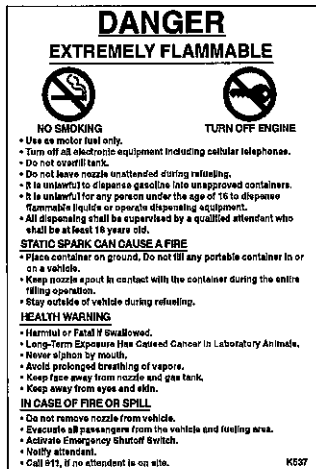 DANGER
EXTREMELY FLAMMABLE
NO SMOKING
TURN OFF ENGINE
• Use as motor fuel only.
• Turn off all electronic equipment including cellular telephones.
• Do not overfill tank.
• Do not leave nozzle unattended during refueling.
• It is unlawful to dispense gasoline into unapproved containers.
• It is unlawful for any person under the age of 16 to dispense
flammable liquids or operate dispensing equipment.
• All dispensing shall be supervised by a qualified attendant who
shall be at least 18 years old.
STATIC SPARK CAN CAUSE A FIRE
• Place container on ground. Do not fill any portable container in or
on a vehicle.
• Keep nozzle spout in contact with the container during the entire
filling operation.
• Stay outside of vehicle during refueling.
HEALTH WARNING
• Harmful or Fatal if Swallowed.
• Long-Term Exposure Has Caused Cancer in Laboratory Animals.
• Never siphon by mouth.
• Avoid prolonged breathing of vapors.
• Keep face away from nozzle and gas tank.
• Keep away from eyes and skin.
IN CASE OF FIRE OR SPILL
• Do not remove nozzle from vehicle.
• Evacuate all passengers from the vehicle and fueling area.
• Activate Emergency Shutoff Switch.
• Notify attendant.
• Call 911, if no attendant is on site.
K537